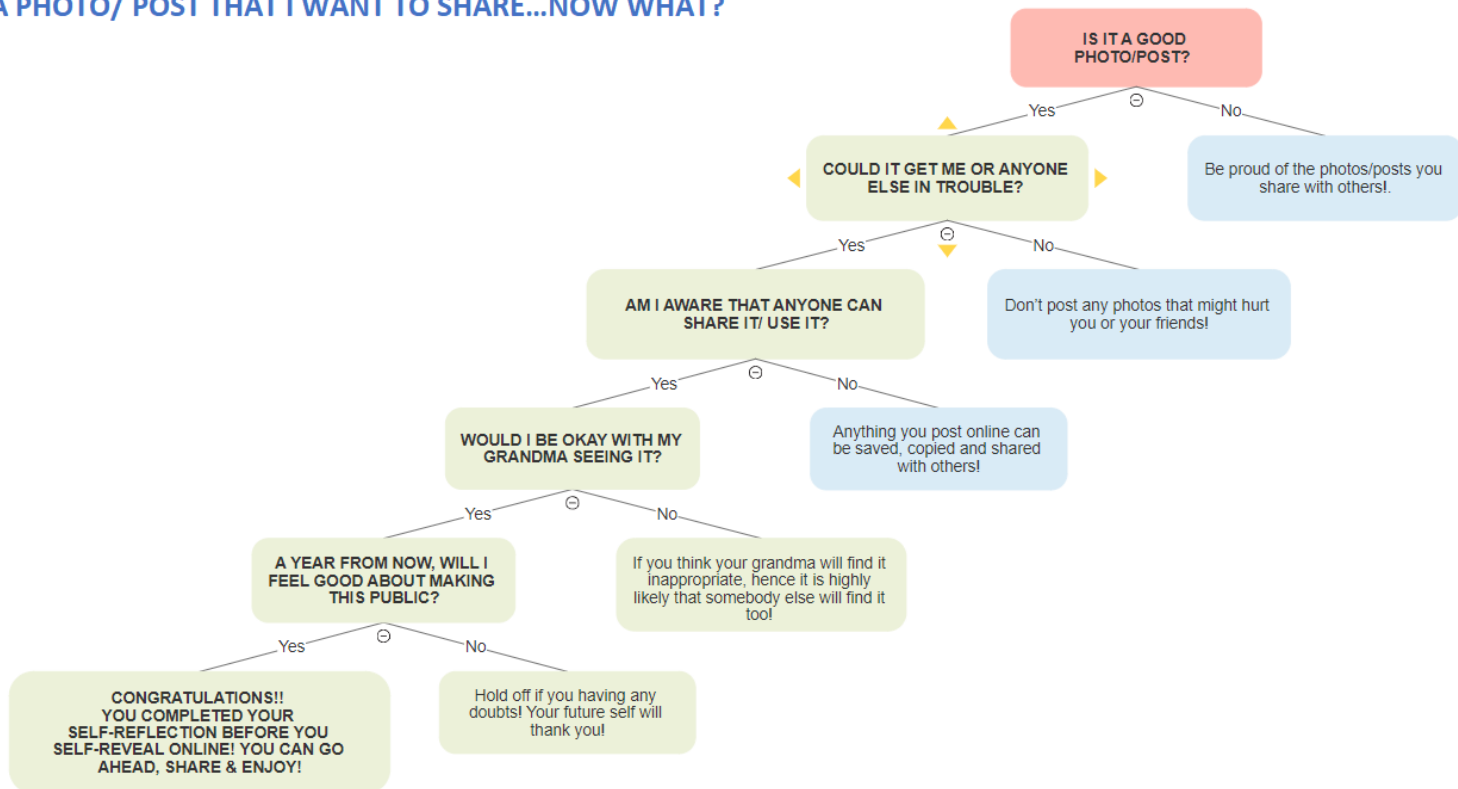 A PHOTO/ POST THAT I WANT TO SHARE...NOW WHAT?
IS IT A GOOD
PHOTO/POST?
Yes
No
COULD IT GET ME OR ANYONE
ELSE IN TROUBLE?
Be proud of the photos/posts you
share with others!.
Yes
No
AM I AWARE THAT ANYONE CAN
SHARE IT/ USE IT?
Don't post any photos that might hurt
you or your friends!
Yes
No
WOULD I BE OKAY WITH MY
GRANDMA SEEING IT?
Anything you post online can
be saved, copied and shared
with others!
Yes
No
A YEAR FROM NOW, WILL I
FEEL GOOD ABOUT MAKING
THIS PUBLIC?
If you think your grandma will find it
inappropriate, hence it is highly
likely that somebody else will find it
too!
Yes
No
CONGRATULATIONS!!
YOU COMPLETED YOUR
SELF-REFLECTION BEFORE YOU
SELF-REVEAL ONLINE! YOU CAN GO
AHEAD, SHARE & ENJOY!
Hold off if you having any
doubts! Your future self will
thank you!